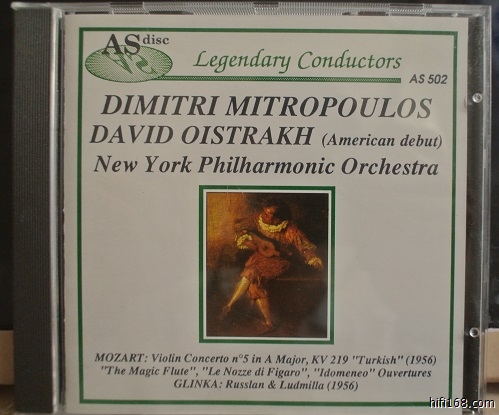 AS disc
AS
Legendary Conductors
AS 502
DIMITRI MITROPOULOS
DAVID OISTRAKH (American debut)
New York Philharmonic Orchestra
MOZART: Violin Concerto n°5 in A Major, KV 219 "Turkish" (1956)
"The Magic Flute", "Le Nozze di Figaro", "Idomeneo" Ouvertures
GLINKA: Russlan & Ludmilla (1956)
hifi168.com